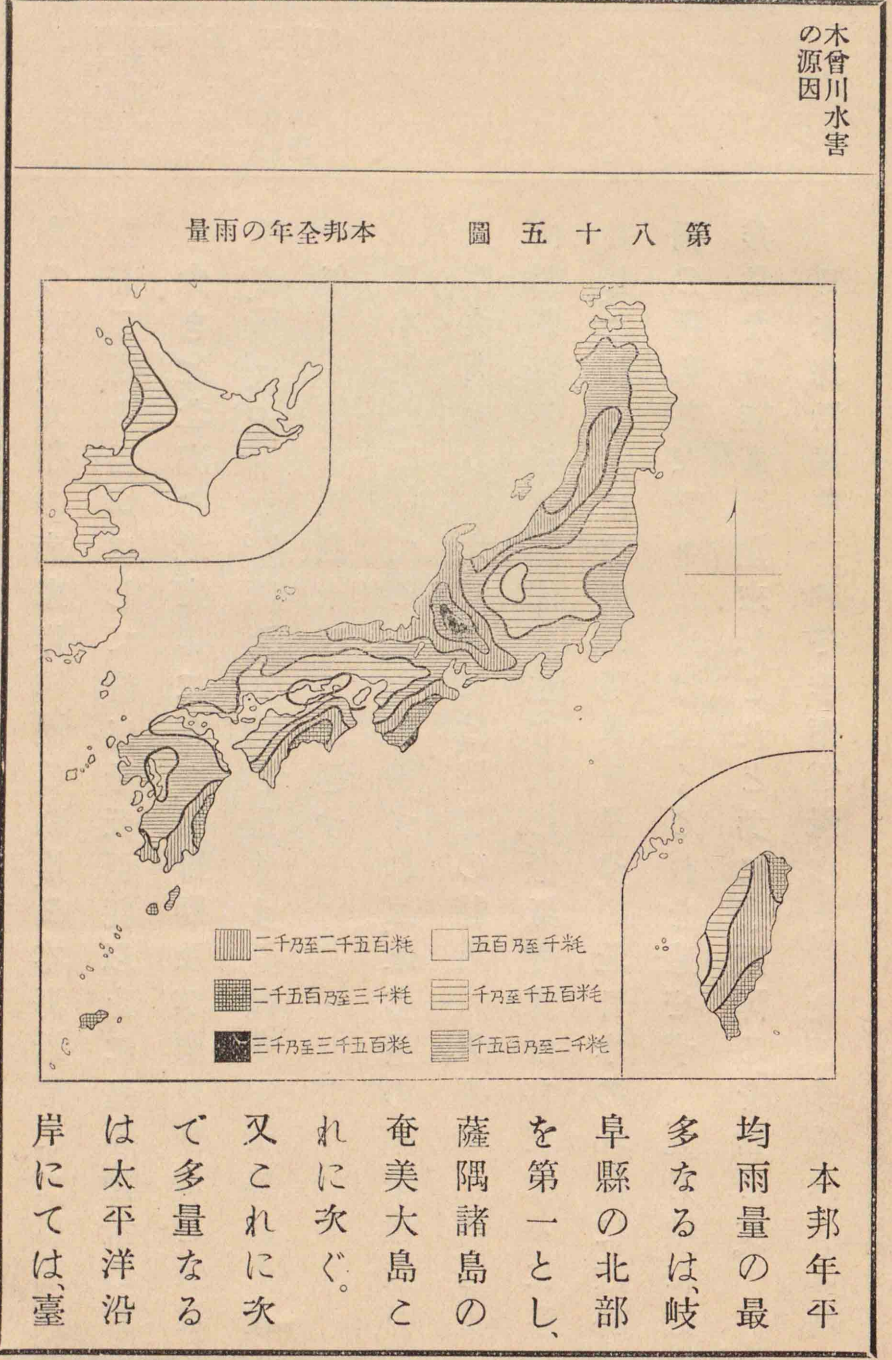 木曾川水害
の源因
第八十五圖
本邦全年の雨量
五百乃至千粍
千乃至千五百粍
千五百乃至二千粍
二千乃至二千五百粍
二千五百乃至三千粍
三千乃至三千五百粍
本邦年平
均雨量の最
多なるは、岐
阜縣の北部
を第一とし、
薩隅諸島の
奄美大島こ
れに次ぐ。
又これに次
で多量なる
は太平洋沿
岸にては、臺